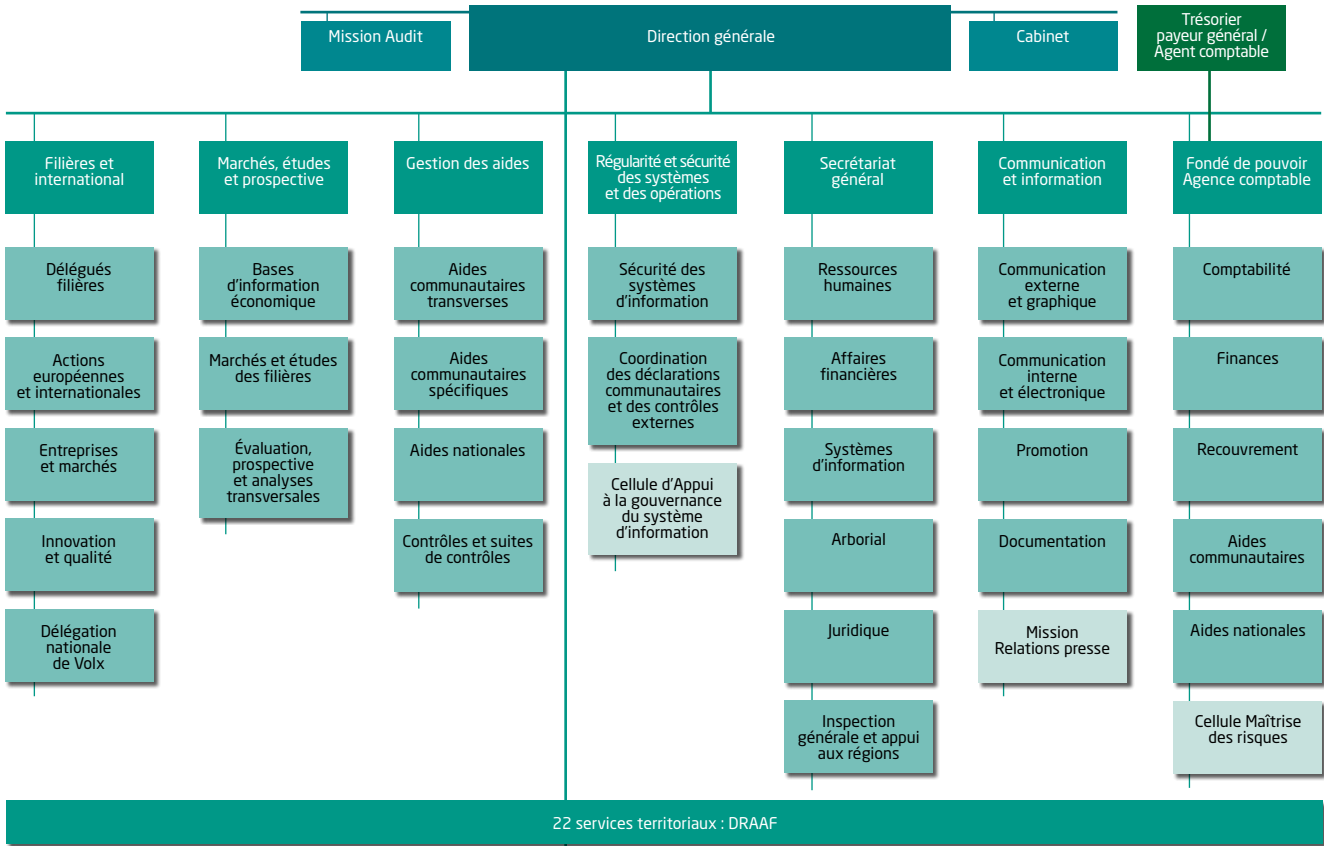 Mission Audit
Direction générale
Cabinet
Trésorier
payeur général /
Agent comptable
Filières et
international
Délégués
filières
Actions
européennes
et internationales
Entreprises
et marchés
Innovation
et qualité
Délégation
nationale
de Volx
Marchés, études
et prospective
Bases
d'information
économique
Marchés et études
des filières
Évaluation,
prospective
et analyses
transversales
Gestion des aides
Aides
communautaires
transverses
Aides
communautaires
spécifiques
Aides nationales
Contrôles et suites
de contrôles
Régularité et sécurité
des systèmes
et des opérations
Sécurité des
systèmes
d'information
Coordination
des déclarations
communautaires
et des contrôles
externes
Cellule d'Appui
à la gouvernance
du système
d'information
Secrétariat
général
Ressources
humaines
Affaires
financières
Systèmes
d'information
Arborial
Juridique
Inspection
générale et appui
aux régions
Communication
et information
Communication
externe
et graphique
Communication
interne
et électronique
Promotion
Documentation
Mission
Relations presse
Fondé de pouvoir
Agence comptable
Comptabilité
Finances
Recouvrement
Aides
communautaires
Aides nationales
Cellule Maîtrise
des risques
22 services territoriaux : DRAAF